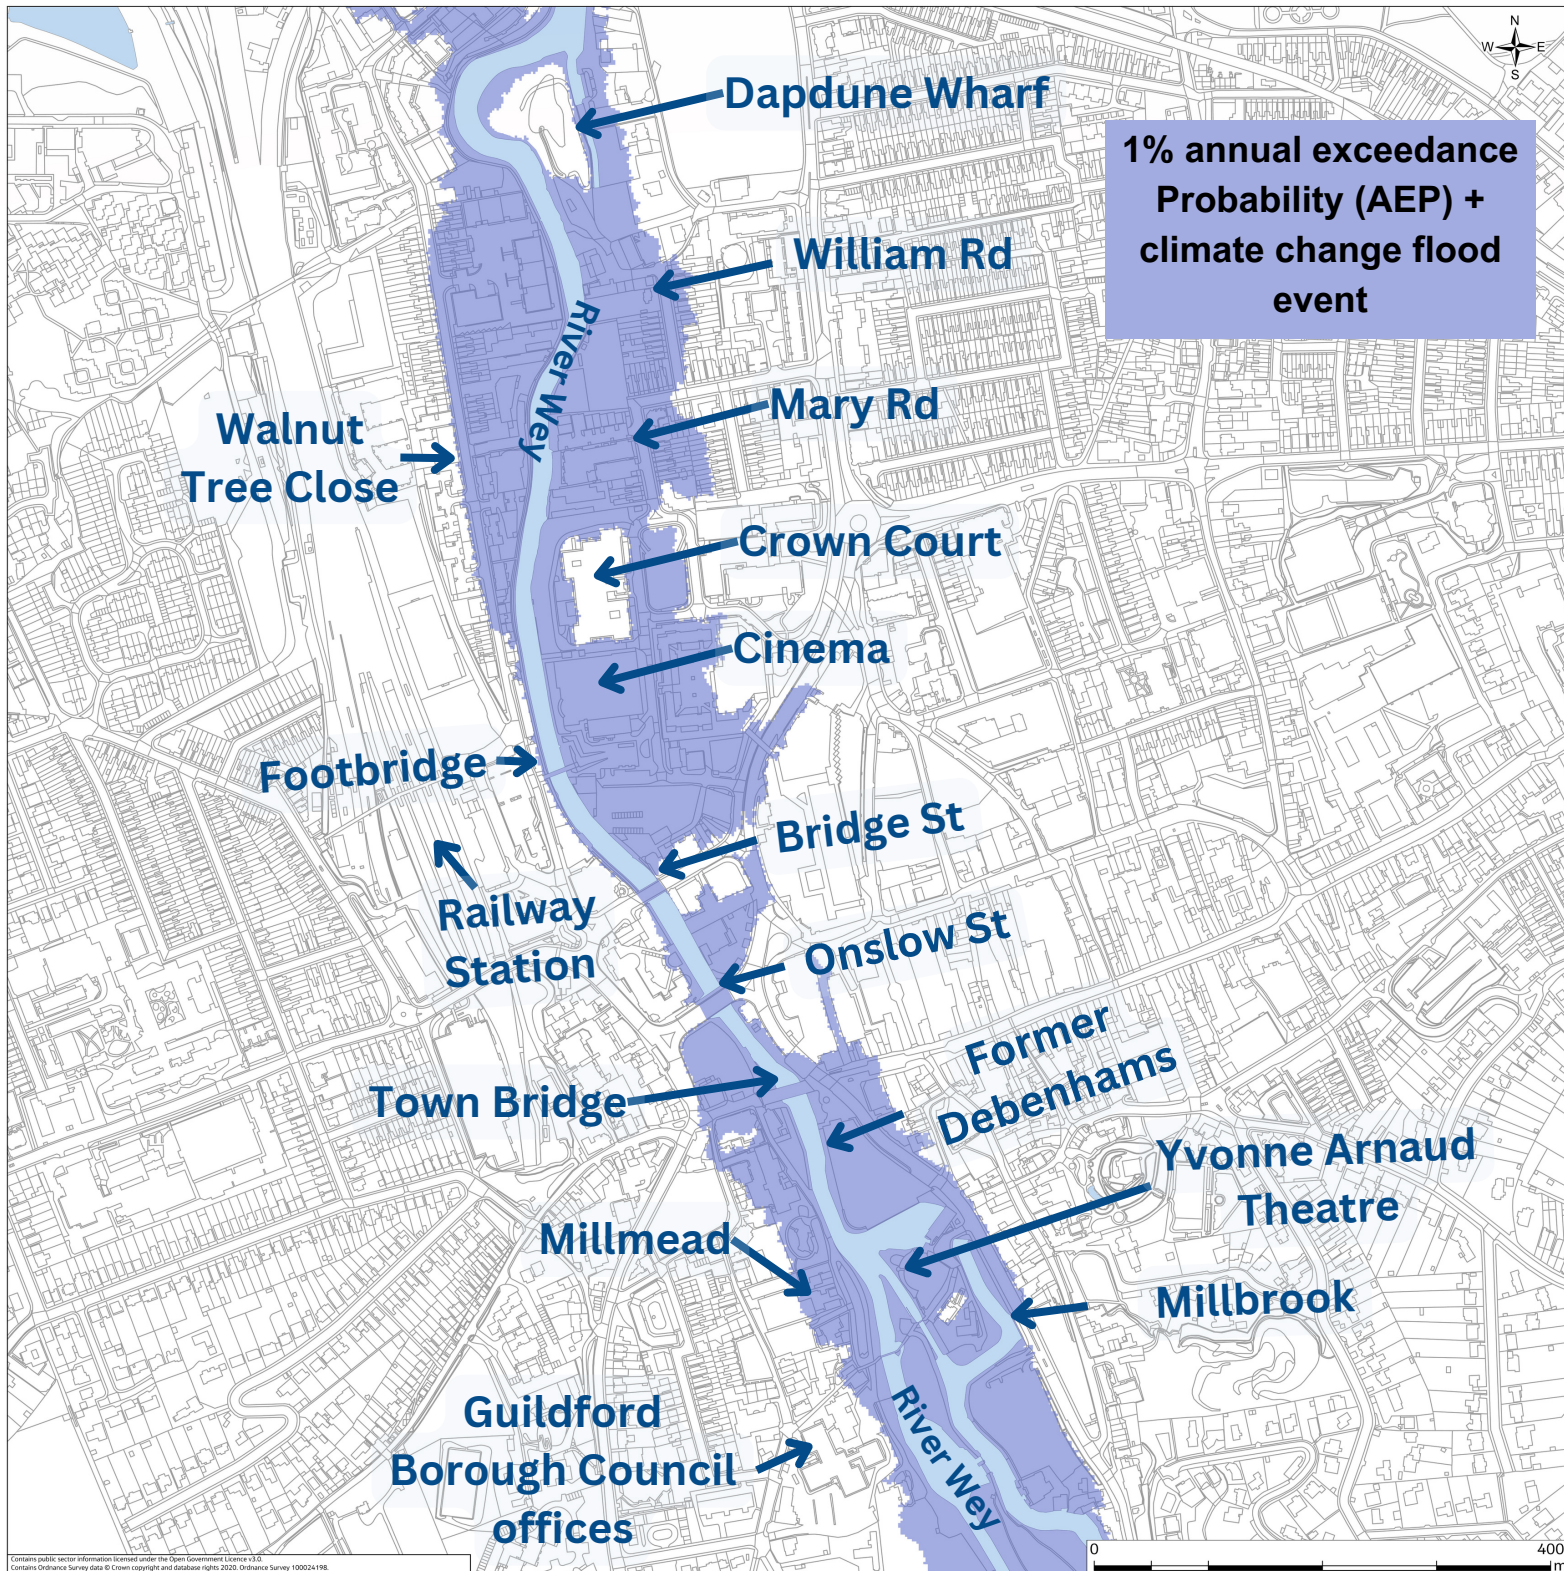 N
W E
S
Dapdune Wharf
1% annual exceedance
Probability (AEP) +
climate change flood
event
William Rd
River Wey
Mary Rd
Walnut
Tree Close
Crown Court
Cinema
Footbridge
Bridge St
Railway
Station
Onslow St
Former
Debenhams
Town Bridge
Yvonne Arnaud
Theatre
Millmead
Millbrook
Guildford
Borough Council
offices
River Wey
0 400
m
Contains public sector information licensed under the Open Government Licence v3.0.
Contains Ordnance Survey data © Crown copyright and database rights 2020. Ordnance Survey 100024198.